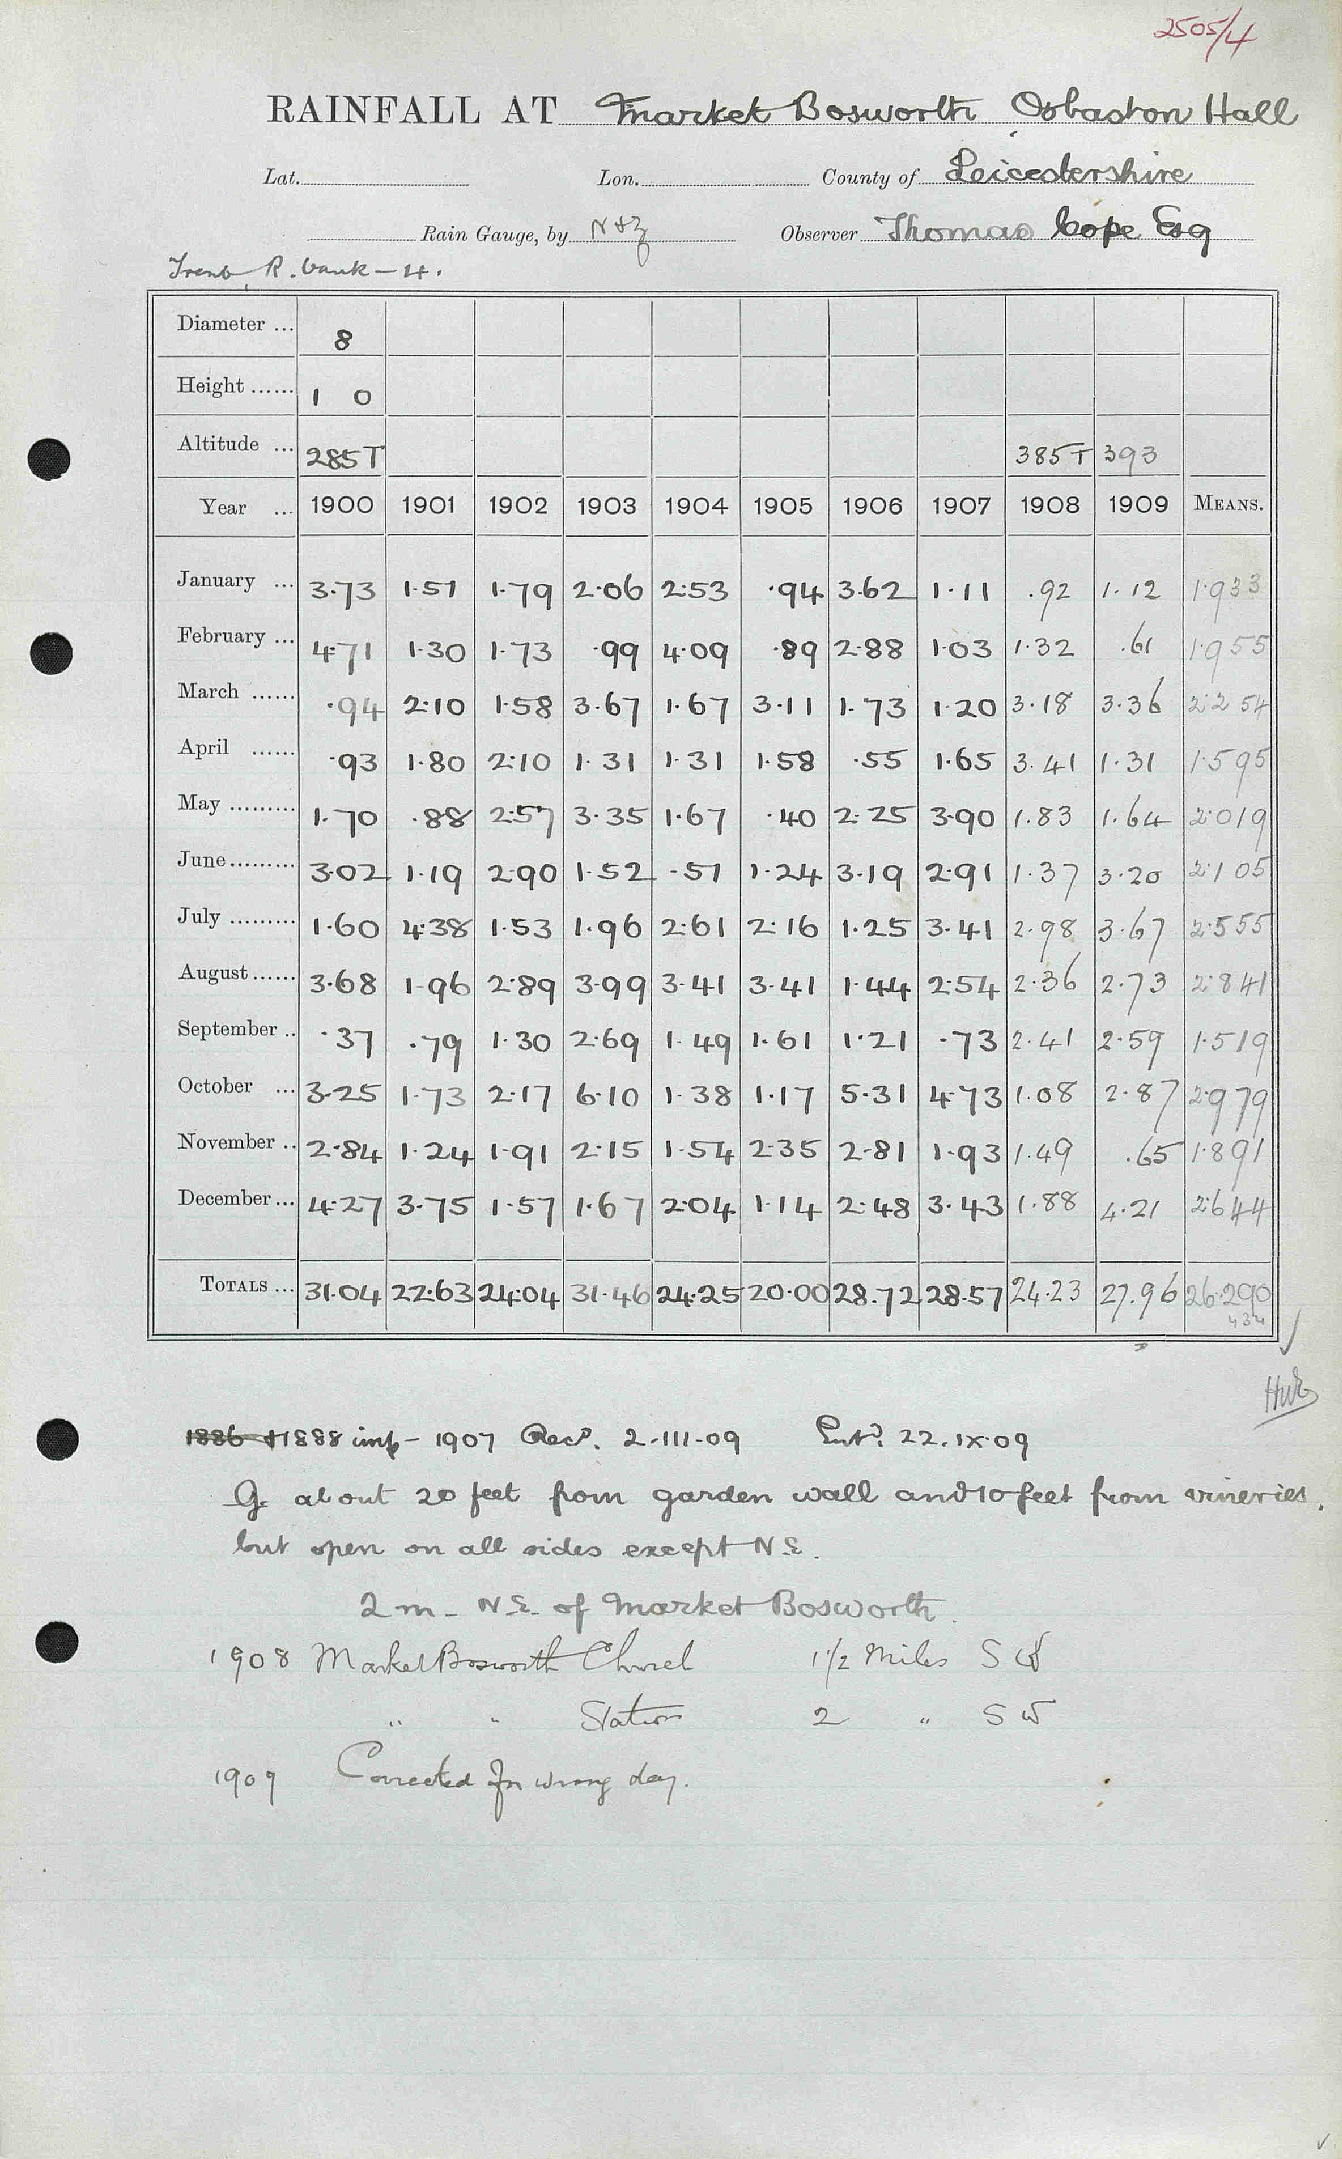 2505/4
RAINFALL AT Market Bosworth Osbaston Hall
Lat. Lon. County of Leicestershire
Rain Gauge, by N & Z Observer Thomas Cope Esq
Trent, R. bank - 4.
Diameter ... 8
Height ...... 1 0
Altitude ... 285T 385T 393
Year ... 1900 1901 1902 1903 1904 1905 1906 1907 1908 1909 MEANS.
January ... 3.73 1.51 1.79 2.06 2.53 .94 3.62 1.11 .92 1.12 1.933
February ... 4.71 1.30 1.73 .99 4.09 .89 2.88 1.03 1.32 .61 1.955
March ...... .94 2.10 1.58 3.67 1.67 3.11 1.73 1.20 3.18 3.36 2.254
April ...... .93 1.80 2.10 1.31 1.31 1.58 .55 1.65 3.41 1.31 1.595
May ......... 1.70 .88 2.57 3.35 1.67 .40 2.25 3.90 1.83 1.64 2.019
June ......... 3.02 1.19 2.90 1.52 .51 1.24 3.19 2.91 1.37 3.20 2.105
July ......... 1.60 4.38 1.53 1.96 2.61 2.16 1.25 3.41 2.98 3.67 2.555
August ...... 3.68 1.96 2.89 3.99 3.41 3.41 1.44 2.54 2.36 2.73 2.841
September .. .37 .79 1.30 2.69 1.49 1.61 1.21 .73 2.41 2.59 1.519
October ... 3.25 1.73 2.17 6.10 1.38 1.17 5.31 4.73 1.08 2.87 2.979
November .. 2.84 1.24 1.91 2.15 1.54 2.35 2.81 1.93 1.49 .65 1.891
December ... 4.27 3.75 1.57 1.67 2.04 1.14 2.48 3.43 1.88 4.21 2.644
TOTALS ... 31.04 22.63 24.04 31.46 24.25 20.00 28.72 28.57 24.23 27.96 26.290
1886 + 1888 imp - 1907 Recd. 2-III-09 Entd. 22.IX.09
G. about 20 feet from garden wall and 10 feet from vineries,
but open on all sides except N E.
2 m - N.E. of Market Bosworth.
1908 Market Bosworth Church 1 1/2 Miles S W
" " Station 2 " S W
1909 Corrected for wrong day.